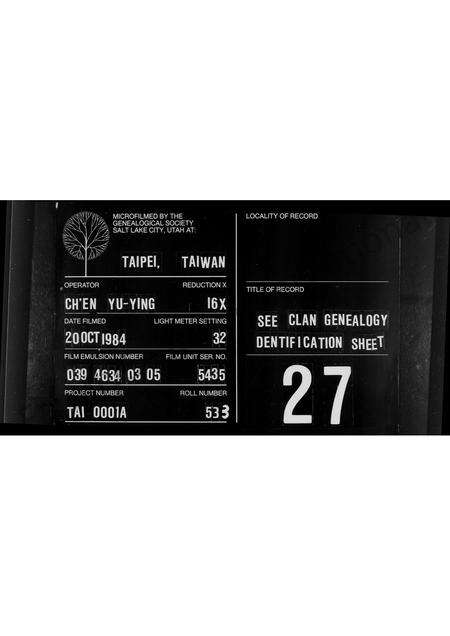 MICROFILMED BY THE
GENEALOGICAL SOCIETY
SALT LAKE CITY, UTAH AT:
TAIPEI, TAIWAN
OPERATOR REDUCTION X
CH'EN YU-YING 16X
DATE FILMED LIGHT METER SETTING
20 OCT 1984 32
FILM EMULSION NUMBER FILM UNIT SER. NO.
039 4634 03 05 5435
PROJECT NUMBER ROLL NUMBER
TAI 0001A 533
LOCALITY OF RECORD
TITLE OF RECORD
SEE CLAN GENEALOGY
DENTIFICATION SHEET
27